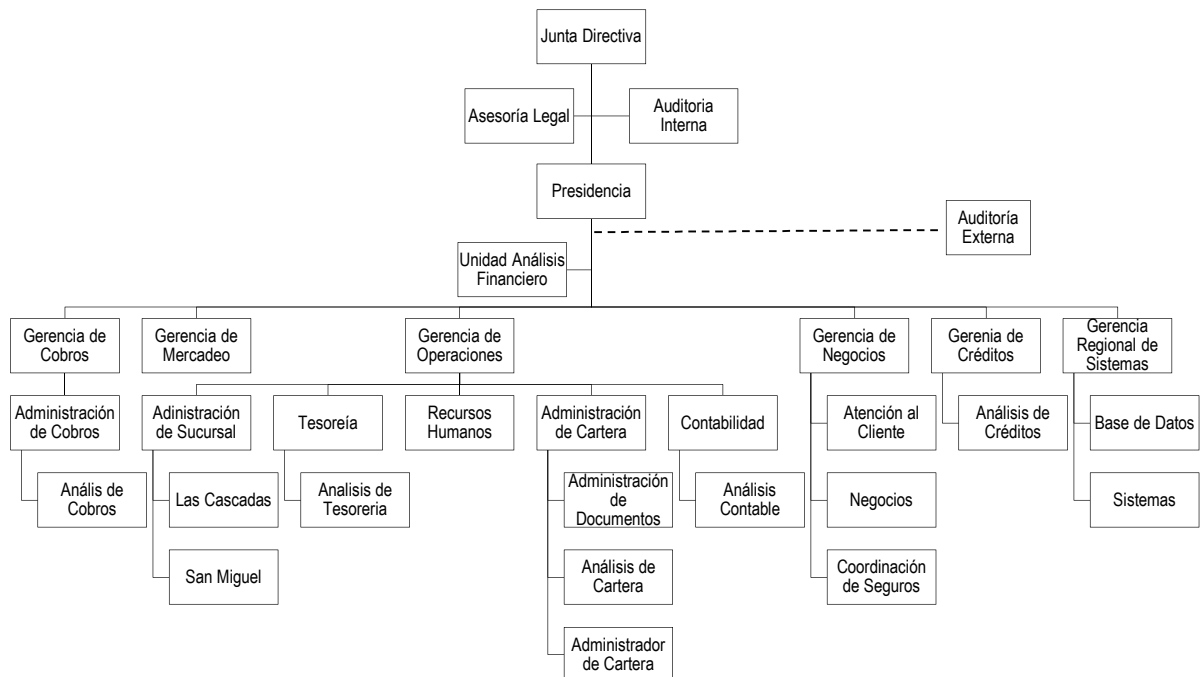 Junta Directiva
Asesoría Legal
Auditoria
Interna
Presidencia
Auditoría
Externa
Unidad Análisis
Financiero
Gerencia de
Cobros
Gerencia de
Mercadeo
Gerencia de
Operaciones
Gerencia de
Negocios
Gerenia de
Créditos
Gerencia
Regional de
Sistemas
Administración
de Cobros
Adinistración
de Sucursal
Tesoreía
Recursos
Humanos
Administración
de Cartera
Contabilidad
Atención al
Cliente
Análisis de
Créditos
Base de Datos
Anális de
Cobros
Las Cascadas
Analisis de
Tesoreria
Administración
de
Documentos
Análisis
Contable
Negocios
Sistemas
San Miguel
Análisis de
Cartera
Coordinación
de Seguros
Administrador
de Cartera